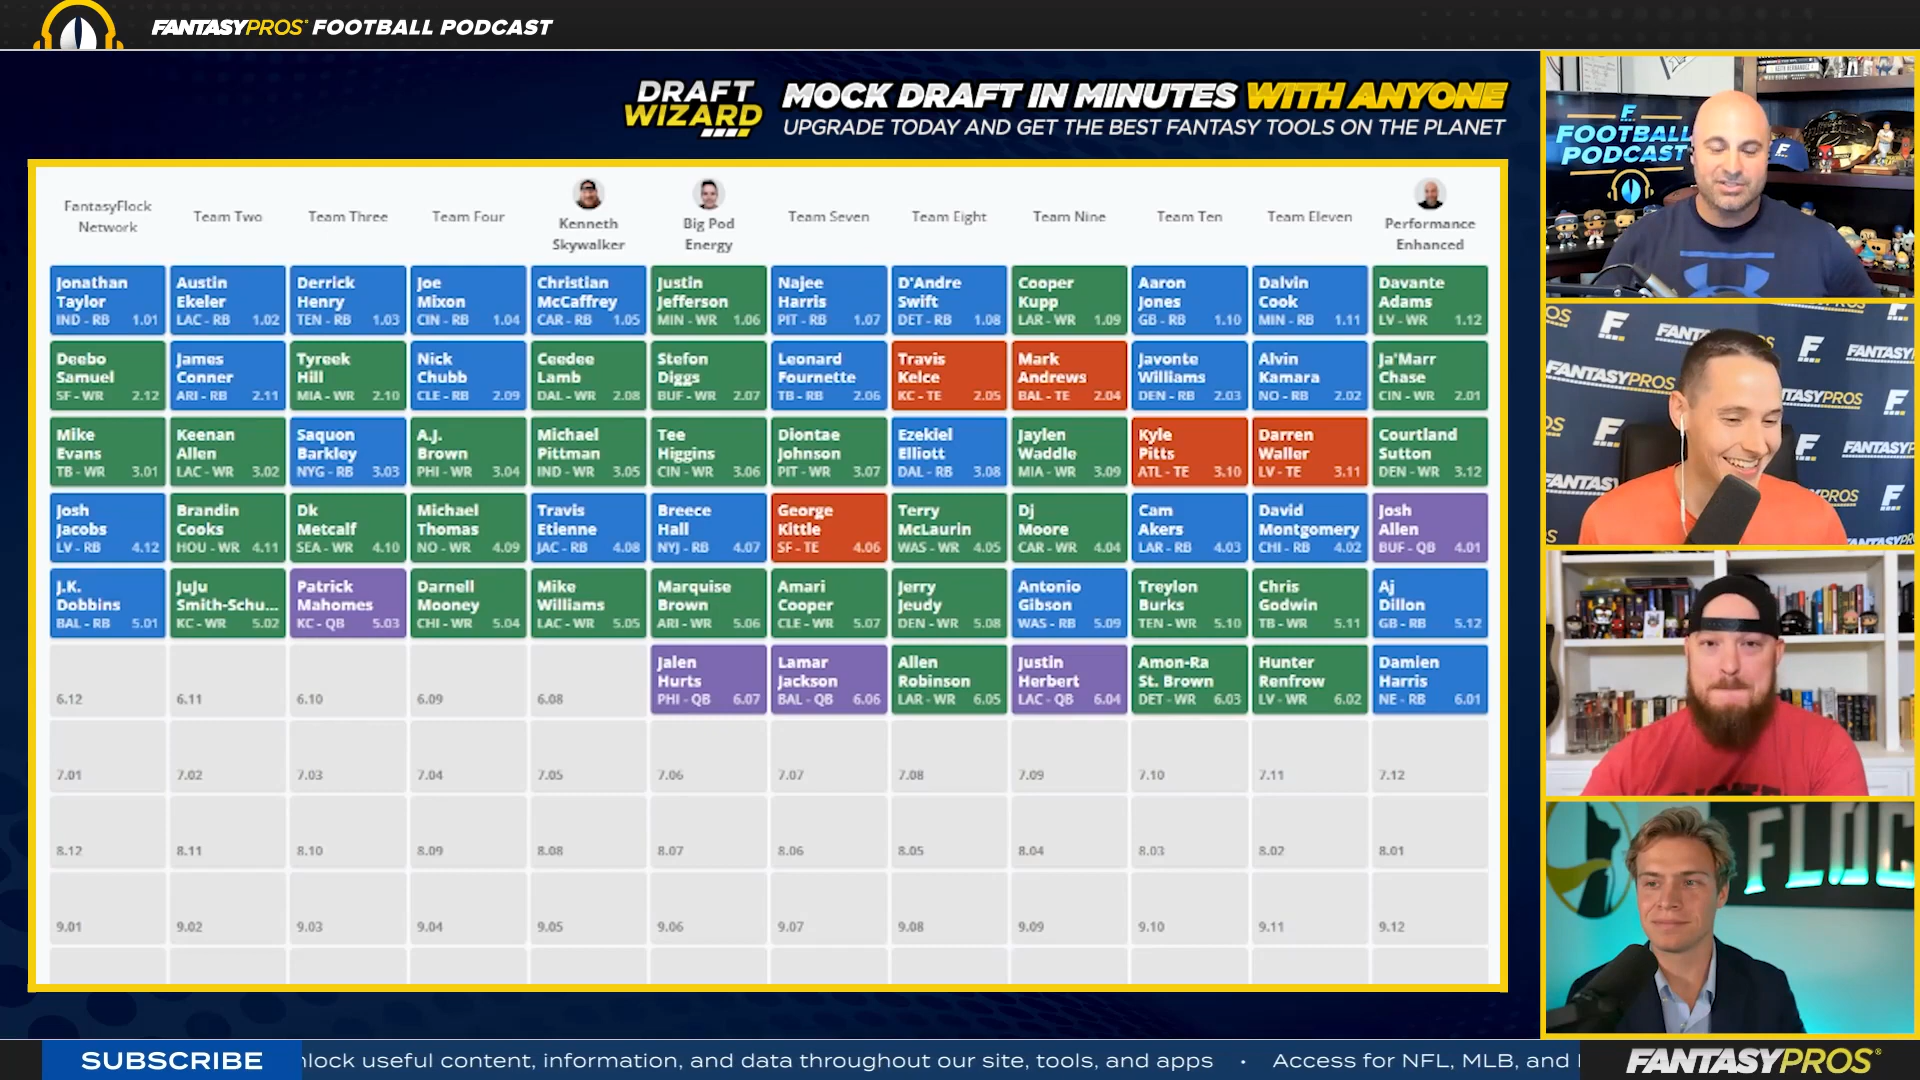 FANTASYPROS® FOOTBALL PODCAST
DRAFT WIZARD
MOCK DRAFT IN MINUTES WITH ANYONE
UPGRADE TODAY AND GET THE BEST FANTASY TOOLS ON THE PLANET
FantasyFlock Network
Team Two
Team Three
Team Four
Kenneth Skywalker
Big Pod Energy
Team Seven
Team Eight
Team Nine
Team Ten
Team Eleven
Performance Enhanced
Jonathan Taylor IND - RB 1.01
Austin Ekeler LAC - RB 1.02
Derrick Henry TEN - RB 1.03
Joe Mixon CIN - RB 1.04
Christian McCaffrey CAR - RB 1.05
Justin Jefferson MIN - WR 1.06
Najee Harris PIT - RB 1.07
D'Andre Swift DET - RB 1.08
Cooper Kupp LAR - WR 1.09
Aaron Jones GB - RB 1.10
Dalvin Cook MIN - RB 1.11
Davante Adams LV - WR 1.12
Deebo Samuel SF - WR 2.12
James Conner ARI - RB 2.11
Tyreek Hill MIA - WR 2.10
Nick Chubb CLE - RB 2.09
Ceedee Lamb DAL - WR 2.08
Stefon Diggs BUF - WR 2.07
Leonard Fournette TB - RB 2.06
Travis Kelce KC - TE 2.05
Mark Andrews BAL - TE 2.04
Javonte Williams DEN - RB 2.03
Alvin Kamara NO - RB 2.02
Ja'Marr Chase CIN - WR 2.01
Mike Evans TB - WR 3.01
Keenan Allen LAC - WR 3.02
Saquon Barkley NYG - RB 3.03
A.J. Brown PHI - WR 3.04
Michael Pittman IND - WR 3.05
Tee Higgins CIN - WR 3.06
Diontae Johnson PIT - WR 3.07
Ezekiel Elliott DAL - RB 3.08
Jaylen Waddle MIA - WR 3.09
Kyle Pitts ATL - TE 3.10
Darren Waller LV - TE 3.11
Courtland Sutton DEN - WR 3.12
Josh Jacobs LV - RB 4.12
Brandin Cooks HOU - WR 4.11
Dk Metcalf SEA - WR 4.10
Michael Thomas NO - WR 4.09
Travis Etienne JAC - RB 4.08
Breece Hall NYJ - RB 4.07
George Kittle SF - TE 4.06
Terry McLaurin WAS - WR 4.05
Dj Moore CAR - WR 4.04
Cam Akers LAR - RB 4.03
David Montgomery CHI - RB 4.02
Josh Allen BUF - QB 4.01
J.K. Dobbins BAL - RB 5.01
JuJu Smith-Schu... KC - WR 5.02
Patrick Mahomes KC - QB 5.03
Darnell Mooney CHI - WR 5.04
Mike Williams LAC - WR 5.05
Marquise Brown ARI - WR 5.06
Amari Cooper CLE - WR 5.07
Jerry Jeudy DEN - WR 5.08
Antonio Gibson WAS - RB 5.09
Treylon Burks TEN - WR 5.10
Chris Godwin TB - WR 5.11
Aj Dillon GB - RB 5.12
6.12 6.11 6.10 6.09 6.08
Jalen Hurts PHI - QB 6.07
Lamar Jackson BAL - QB 6.06
Allen Robinson LAR - WR 6.05
Justin Herbert LAC - QB 6.04
Amon-Ra St. Brown DET - WR 6.03
Hunter Renfrow LV - WR 6.02
Damien Harris NE - RB 6.01
7.01 7.02 7.03 7.04 7.05 7.06 7.07 7.08 7.09 7.10 7.11 7.12
8.12 8.11 8.10 8.09 8.08 8.07 8.06 8.05 8.04 8.03 8.02 8.01
9.01 9.02 9.03 9.04 9.05 9.06 9.07 9.08 9.09 9.10 9.11 9.12
FOOTBALL
PODCAST
FANTASYPROS
FLOC
SUBSCRIBE
nlock useful content, information, and data throughout our site, tools, and apps • Access for NFL, MLB, and
FANTASYPROS®